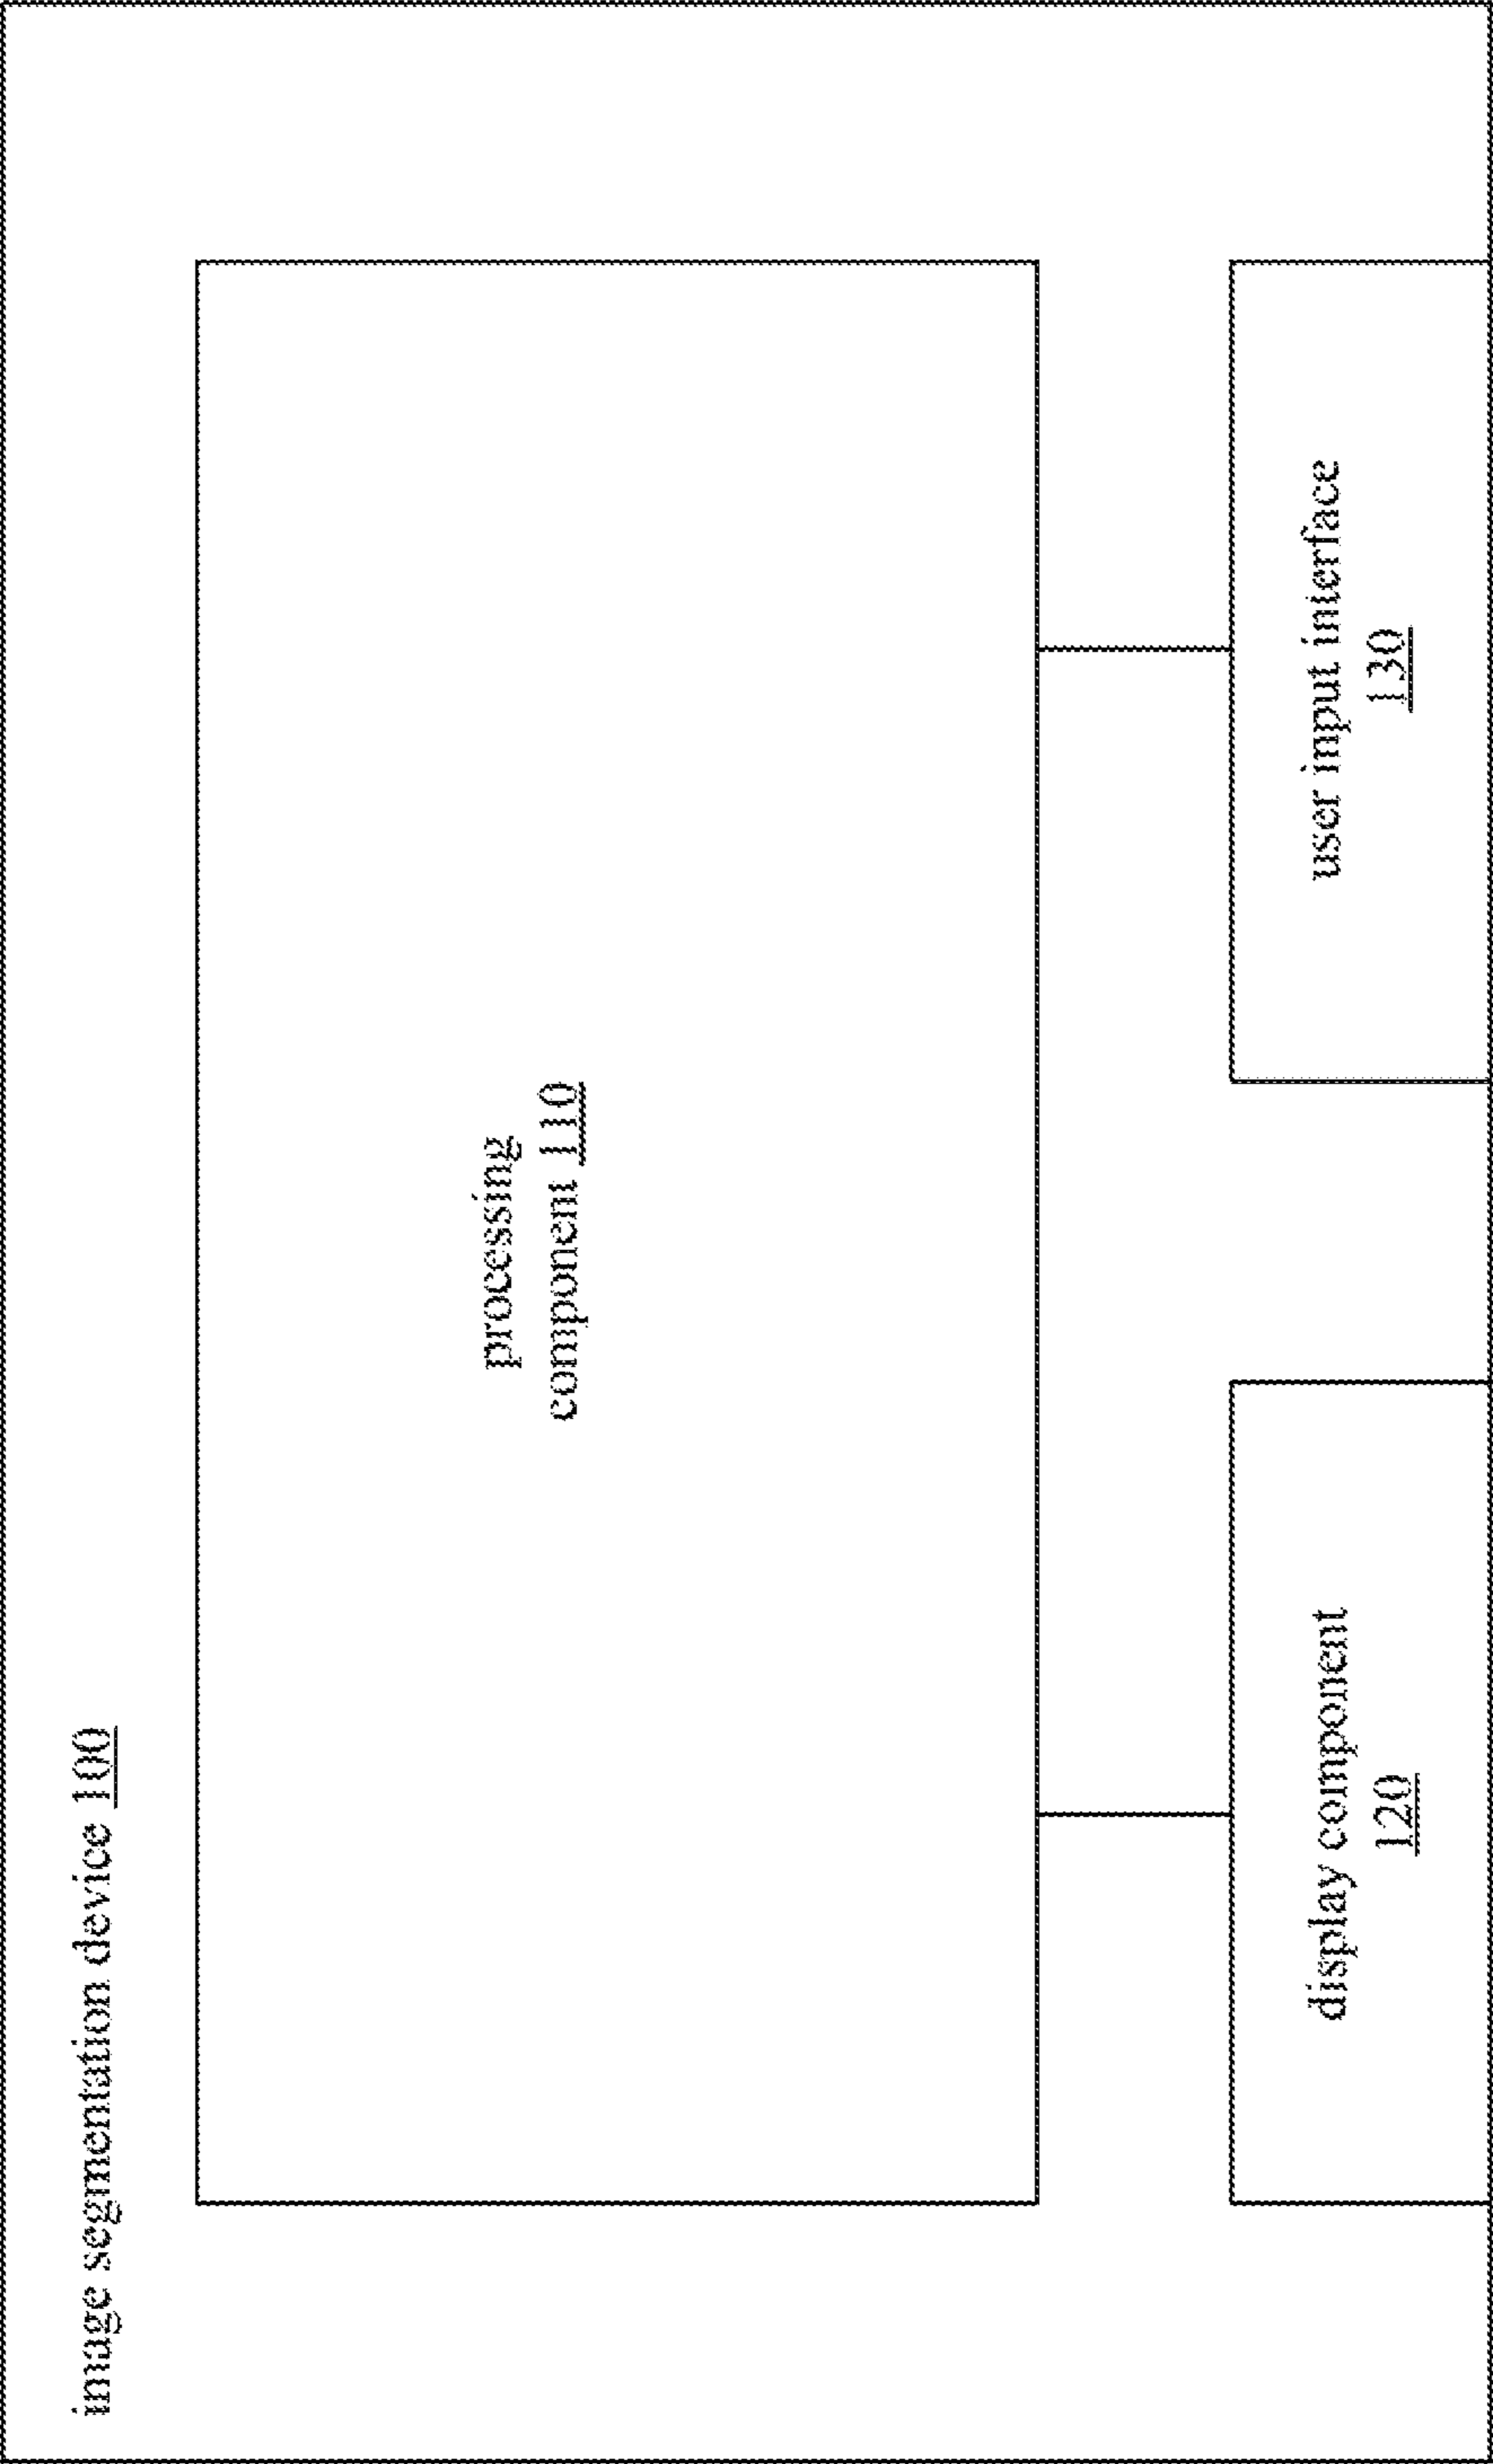 image segmentation device 100
processing
component 110
display component
120
user input interface
130